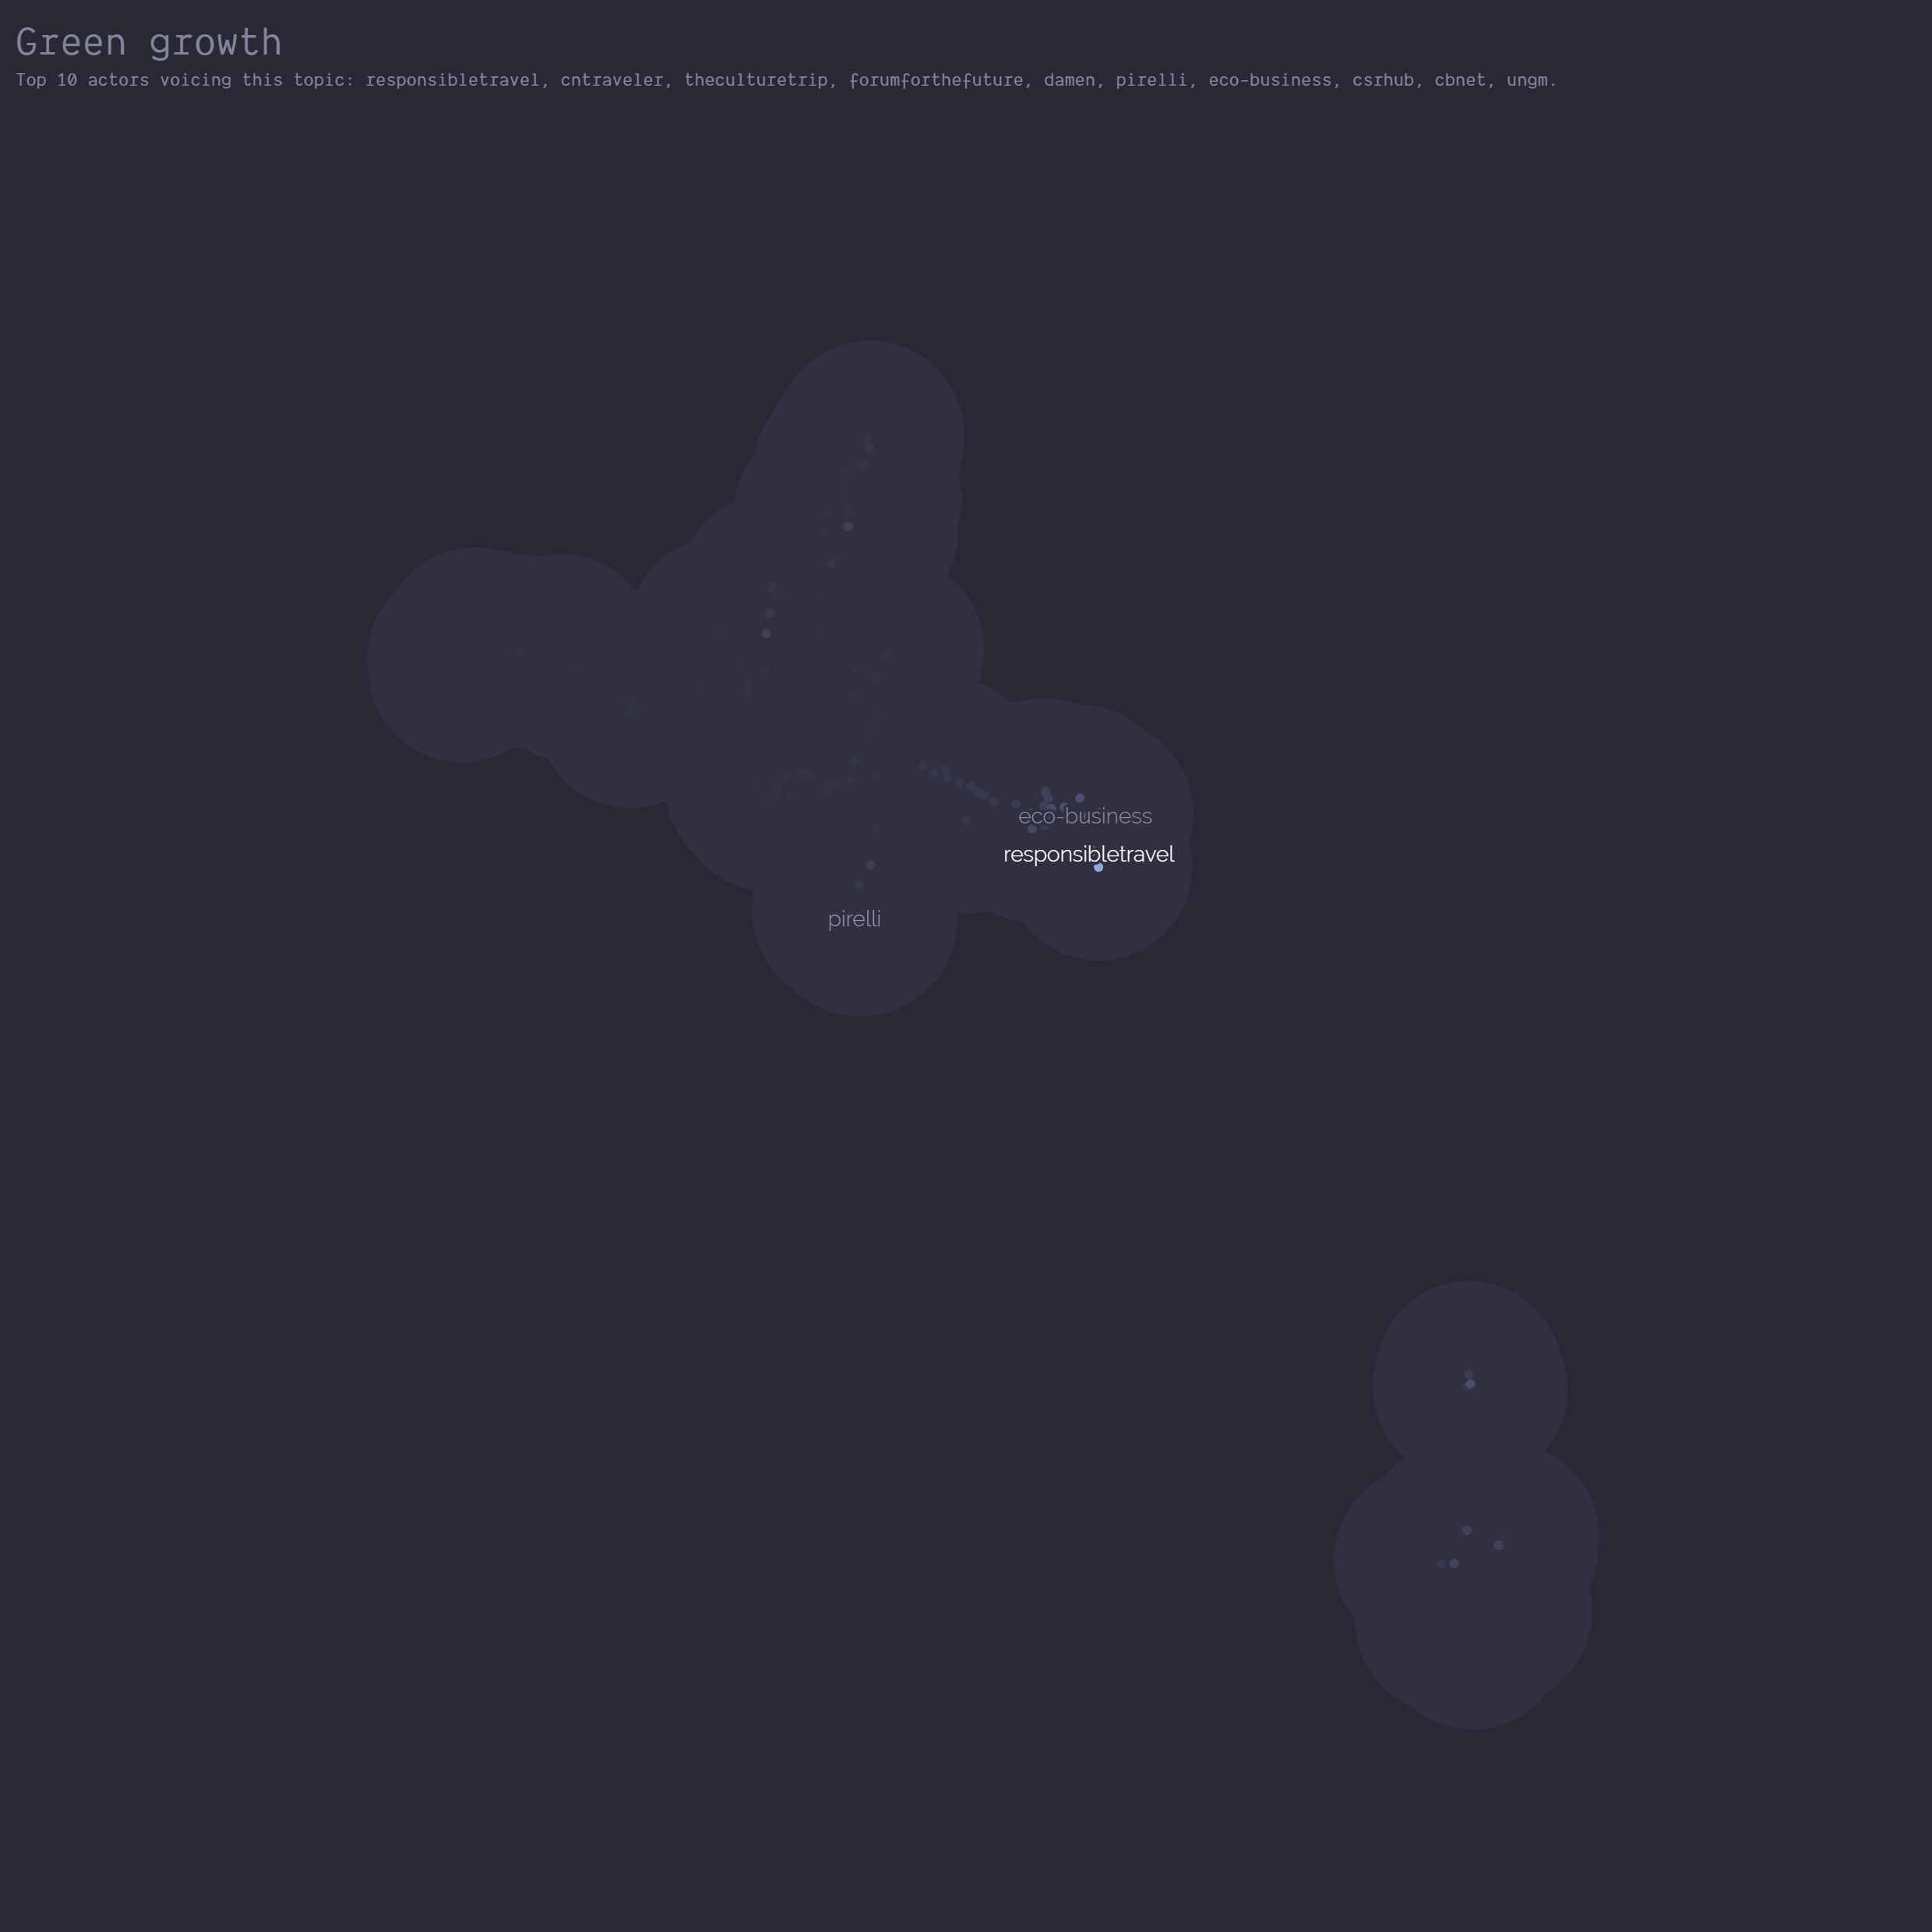 Green growth
Top 10 actors voicing this topic: responsibletravel, cntraveler, theculturetrip, forumforthefuture, damen, pirelli, eco-business, csrhub, cbnet, ungm.
eco-business
responsibletravel
pirelli